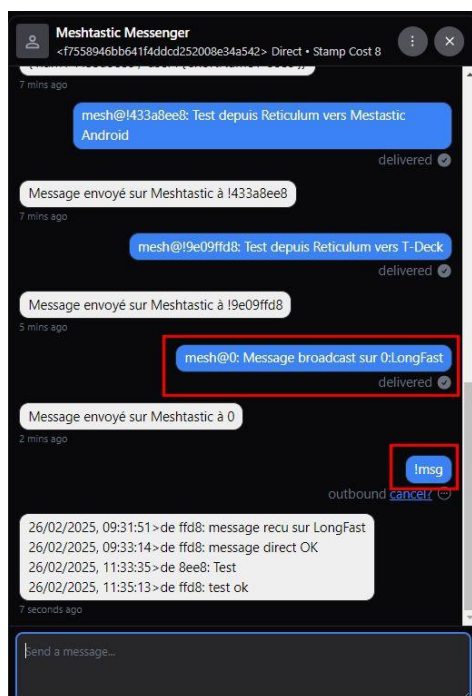 Meshtastic Messenger
<f7558946bb641f4ddcd252008e34a542> Direct • Stamp Cost 8
7 mins ago
mesh@!433a8ee8: Test depuis Reticulum vers Mestastic
Android
delivered
Message envoyé sur Meshtastic à !433a8ee8
7 mins ago
mesh@!9e09ffd8: Test depuis Reticulum vers T-Deck
delivered
Message envoyé sur Meshtastic à !9e09ffd8
5 mins ago
mesh@0: Message broadcast sur 0:LongFast
delivered
Message envoyé sur Meshtastic à 0
2 mins ago
!msg
outbound cancel?
26/02/2025, 09:31:51>de ffd8: message recu sur LongFast
26/02/2025, 09:33:14>de ffd8: message direct OK
26/02/2025, 11:33:35>de 8ee8: Test
26/02/2025, 11:35:13>de ffd8: test ok
7 seconds ago
Send a message...